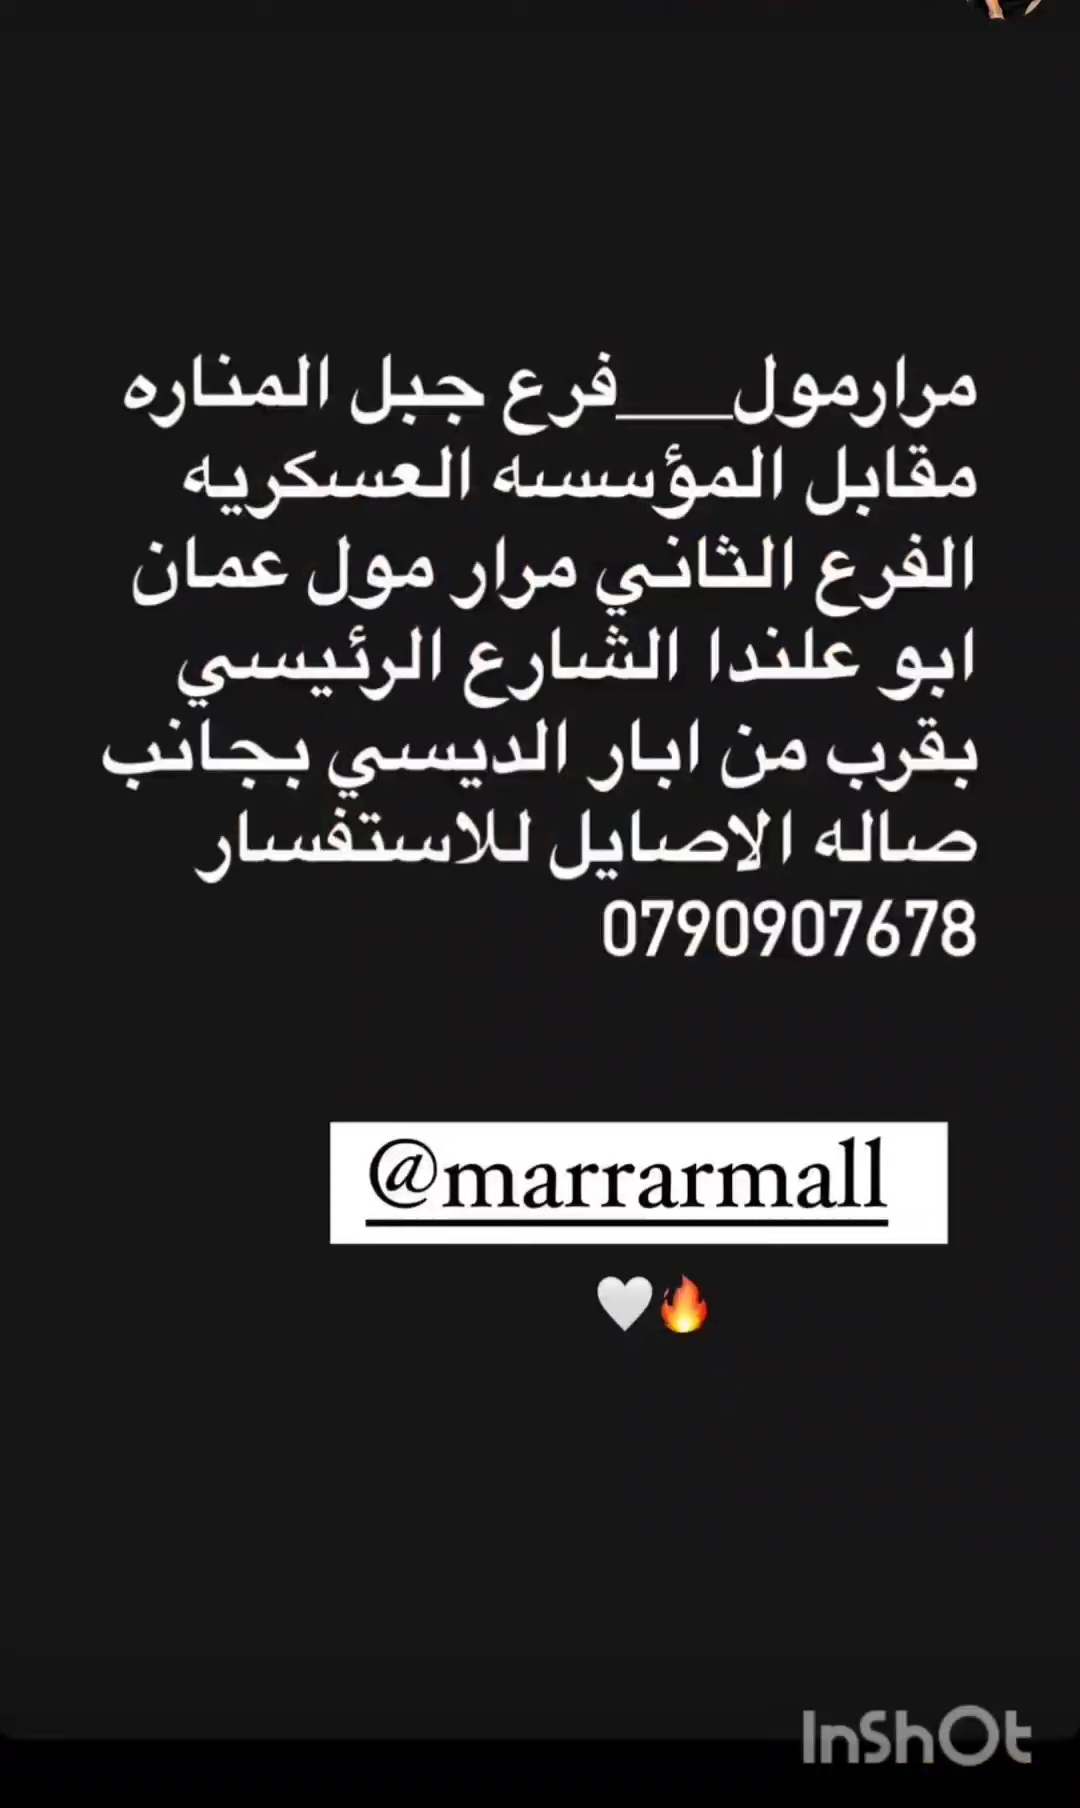 مرارمول___فرع جبل المناره
مقابل المؤسسه العسكريه
الفرع الثاني مرار مول عمان
ابو علندا الشارع الرئيسي
بقرب من ابار الديسي بجانب
صاله الاصايل للاستفسار
0790907678
@marrarmall
🤍🔥
InShOt